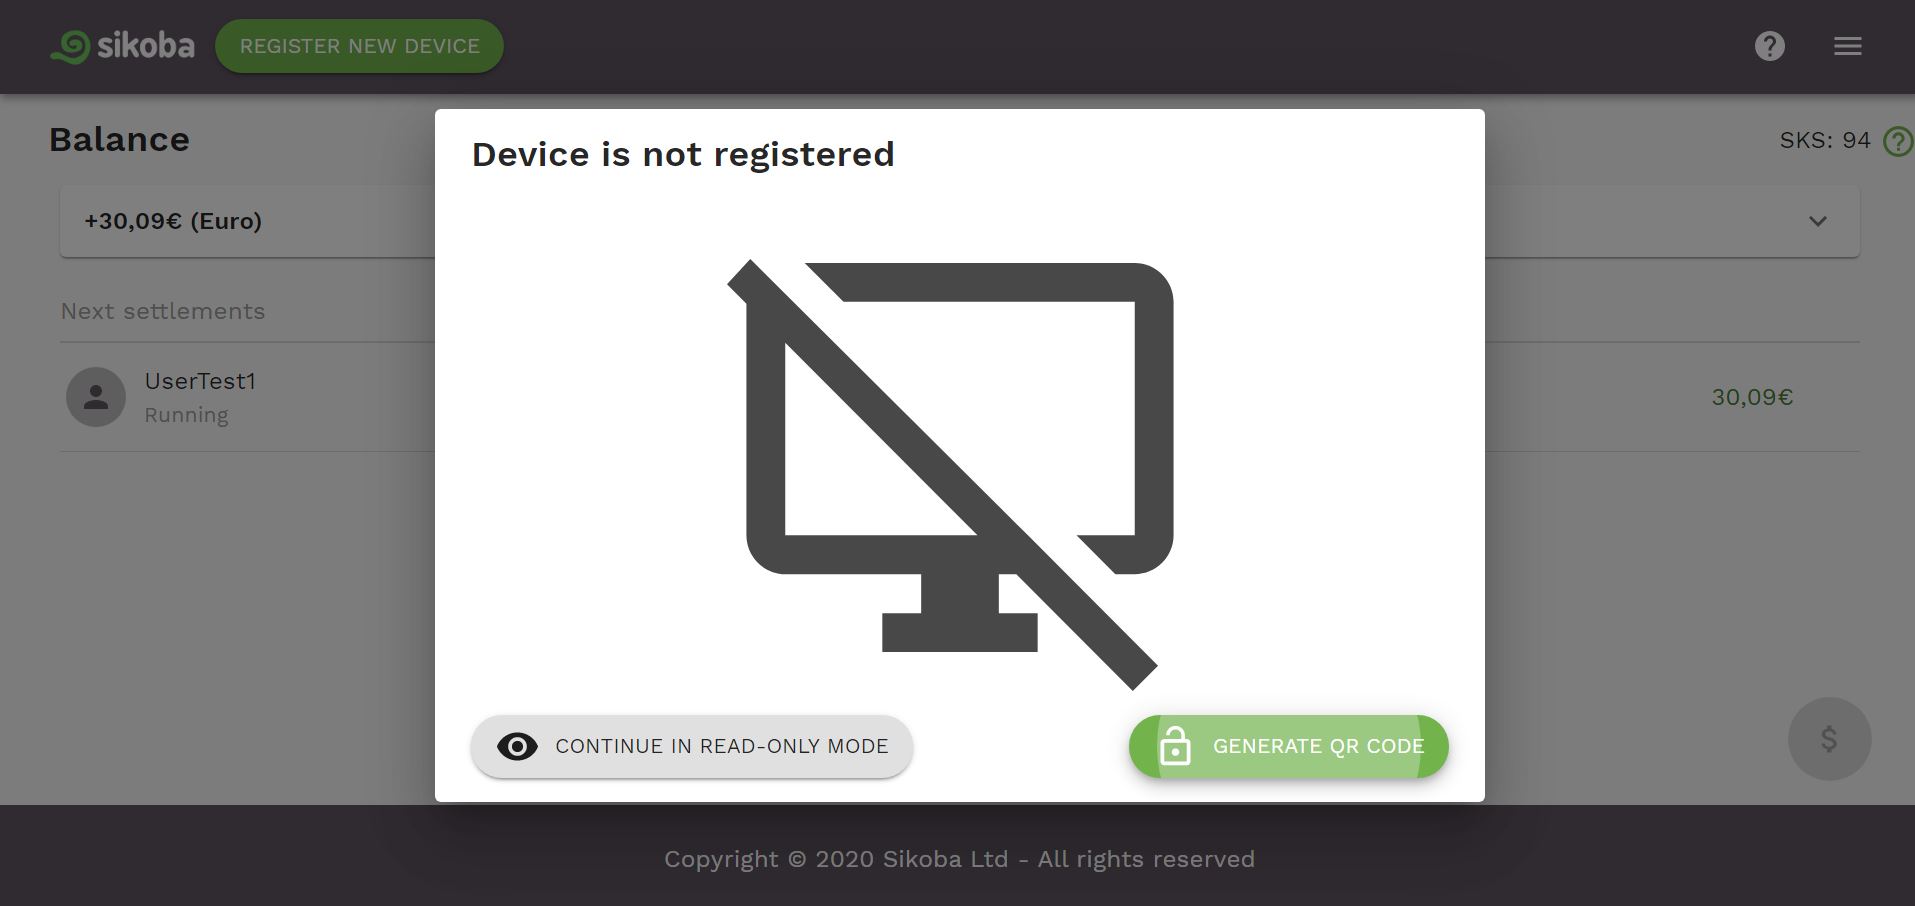 sikoba
REGISTER NEW DEVICE
?
Balance
SKS: 94 ?
+30,09€ (Euro)
Next settlements
UserTest1
Running
30,09€
Device is not registered
CONTINUE IN READ-ONLY MODE
GENERATE QR CODE
$
Copyright © 2020 Sikoba Ltd - All rights reserved